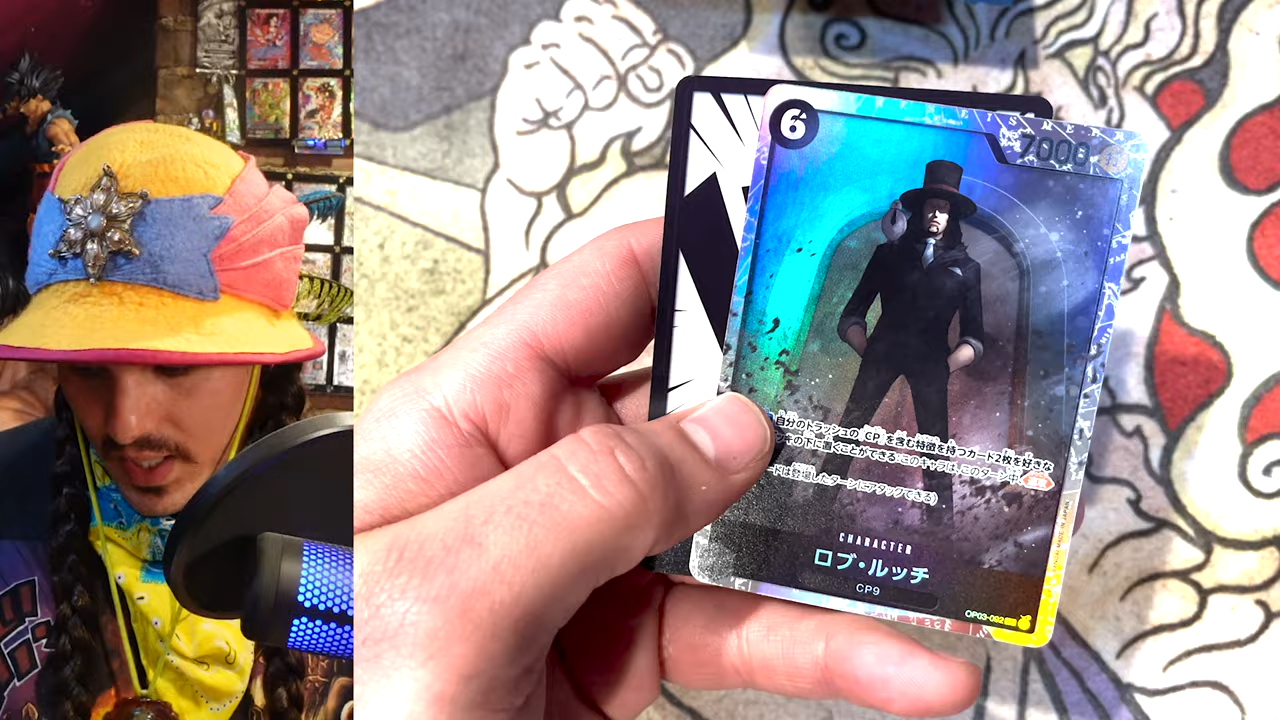 6
7000
自分のトラッシュの「CP」を含む特徴を持つカード2枚を好きな
キの下に置くことができる:このキャラは、このターン中、速攻
ードは登場したターンにアタックできる)
CHARACTER
ロブ・ルッチ
CP9
OP03-092